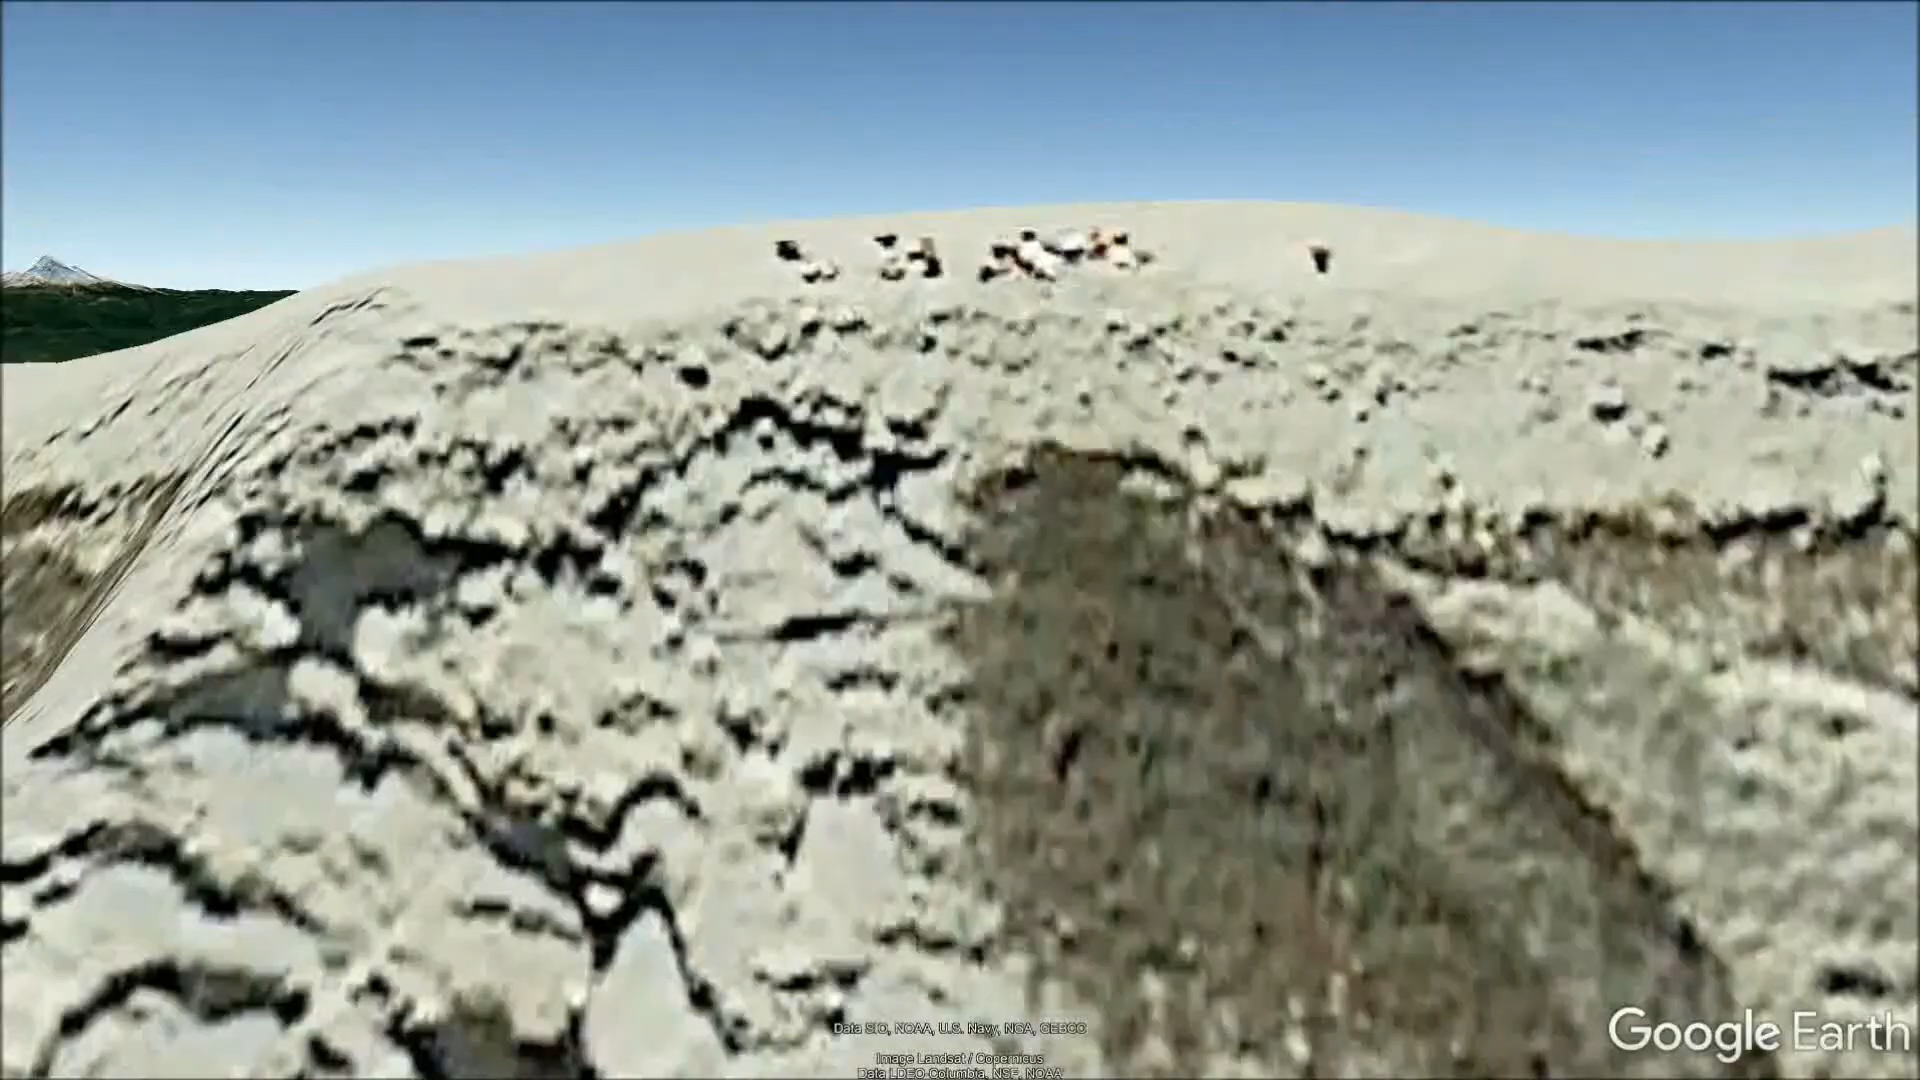 Data SIO, NOAA, U.S. Navy, NGA, GEBCO
Image Landsat / Copernicus
Data LDEO-Columbia, NSF, NOAA
Google Earth